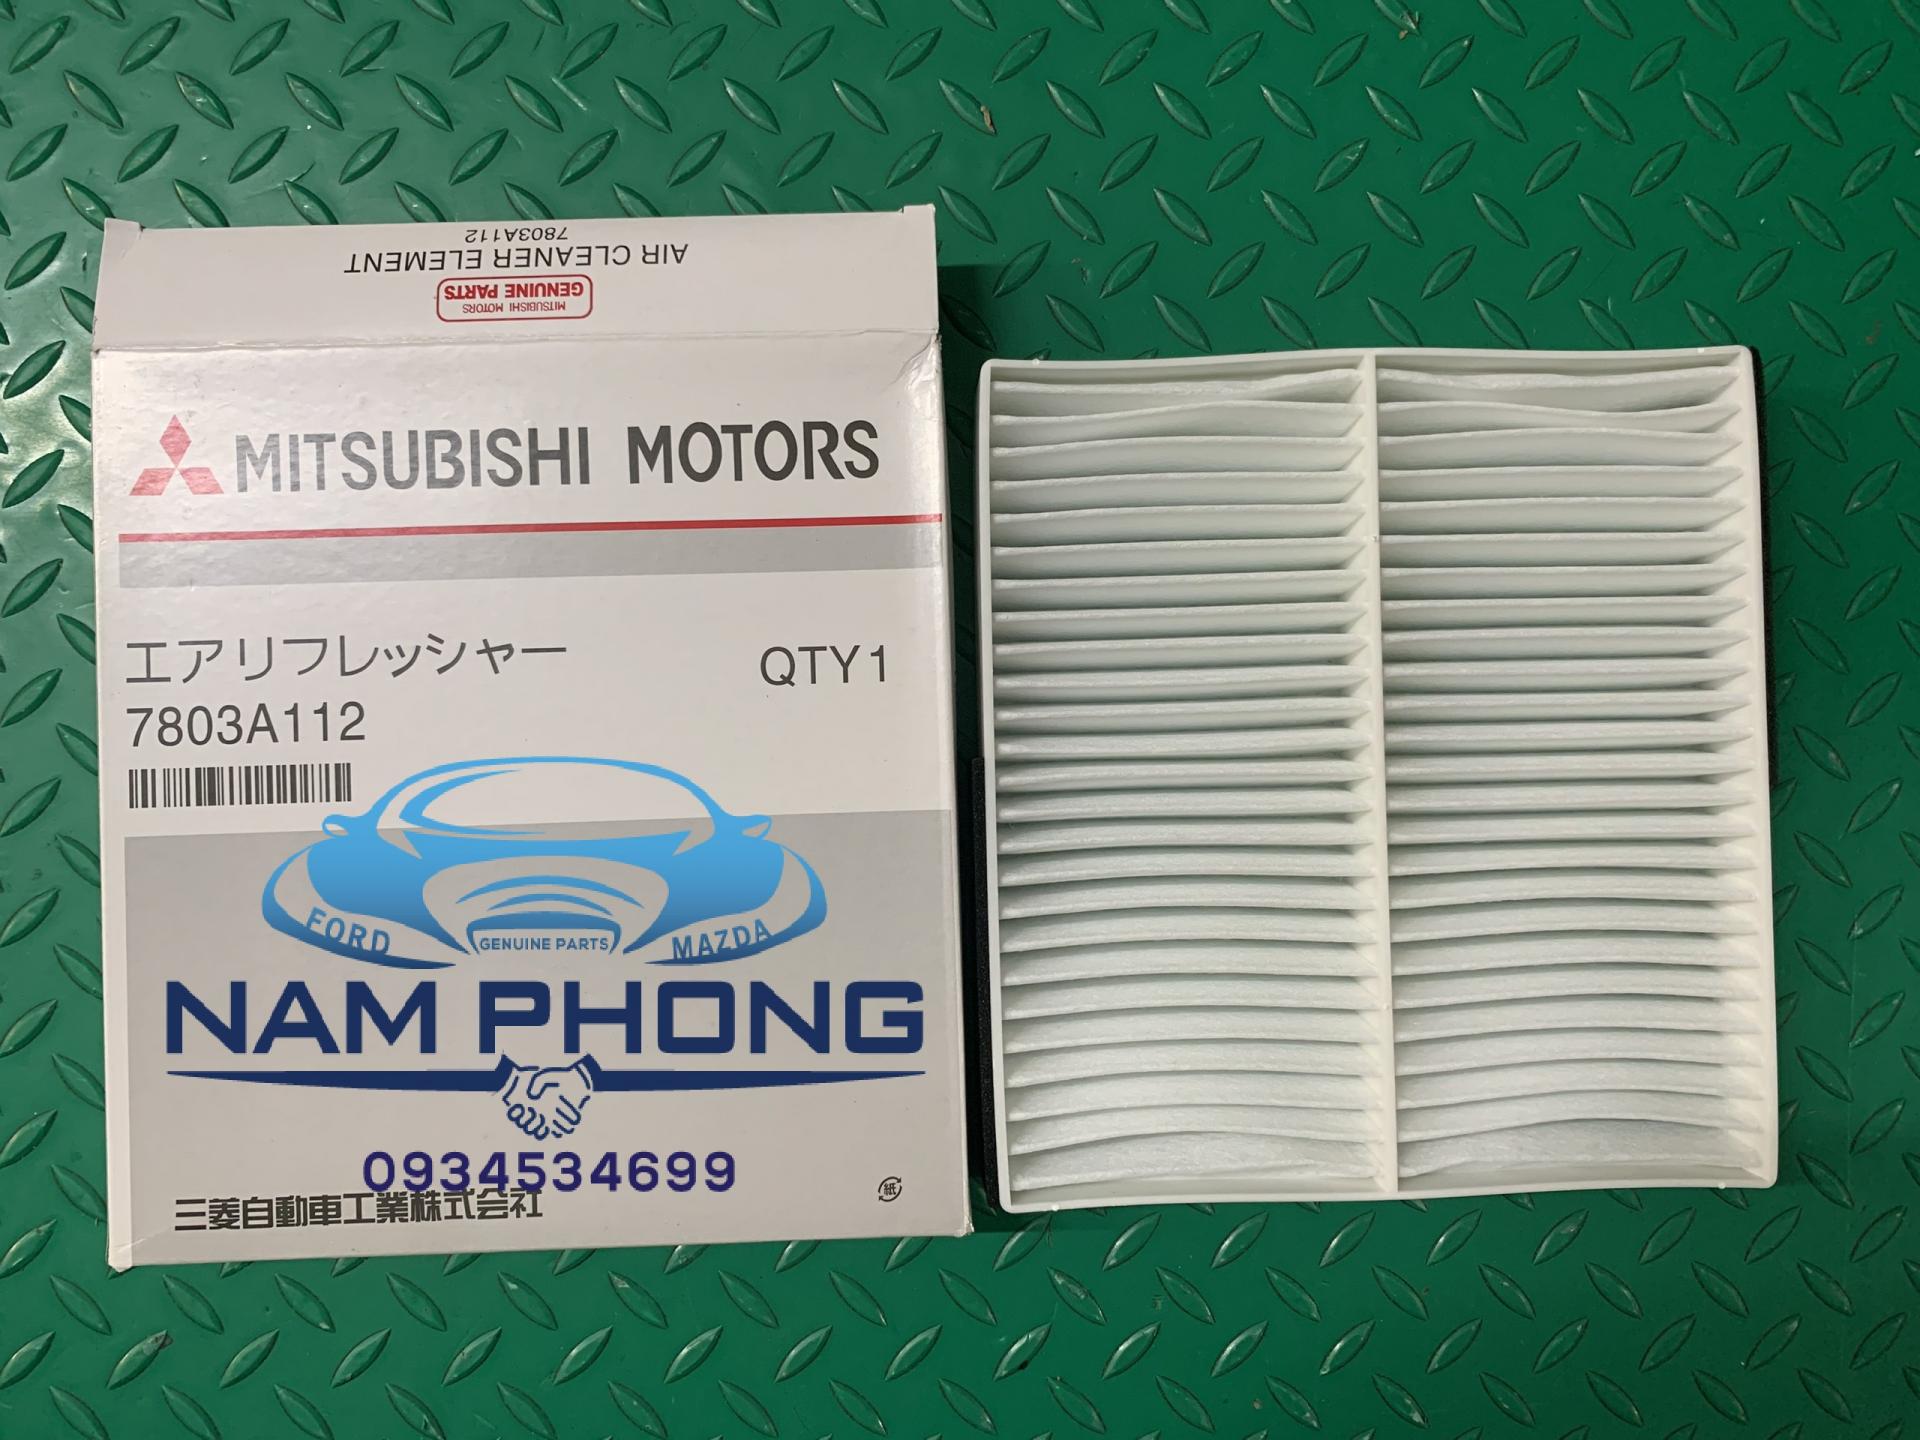 7803A112
AIR CLEANER ELEMENT
GENUINE PARTS
MITSUBISHI MOTORS
MITSUBISHI MOTORS
エアリフレッシャー
QTY1
7803A112
FORD
GENUINE PARTS
MAZDA
NAM PHONG
0934534699
三菱自動車工業株式会社
紙